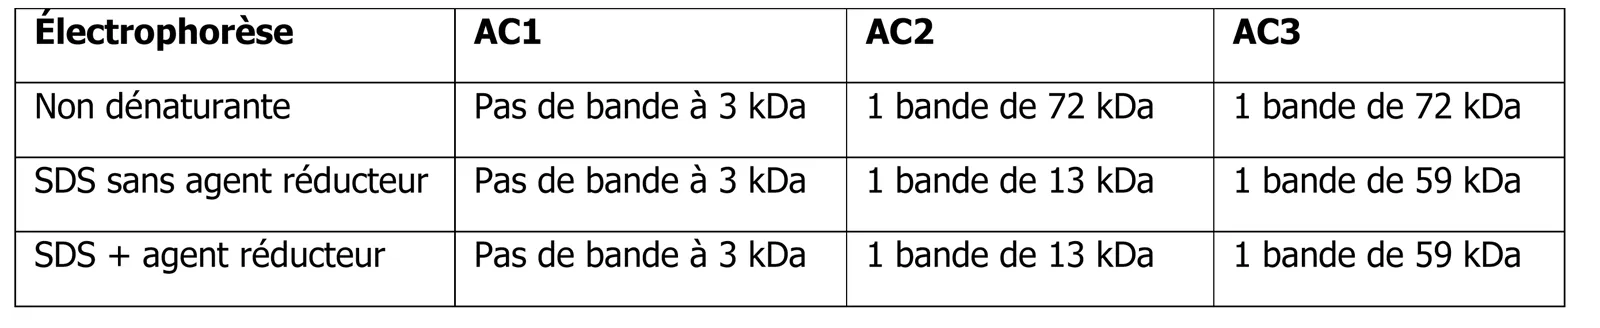 Électrophorèse AC1 AC2 AC3
Non dénaturante Pas de bande à 3 kDa 1 bande de 72 kDa 1 bande de 72 kDa
SDS sans agent réducteur Pas de bande à 3 kDa 1 bande de 13 kDa 1 bande de 59 kDa
SDS + agent réducteur Pas de bande à 3 kDa 1 bande de 13 kDa 1 bande de 59 kDa